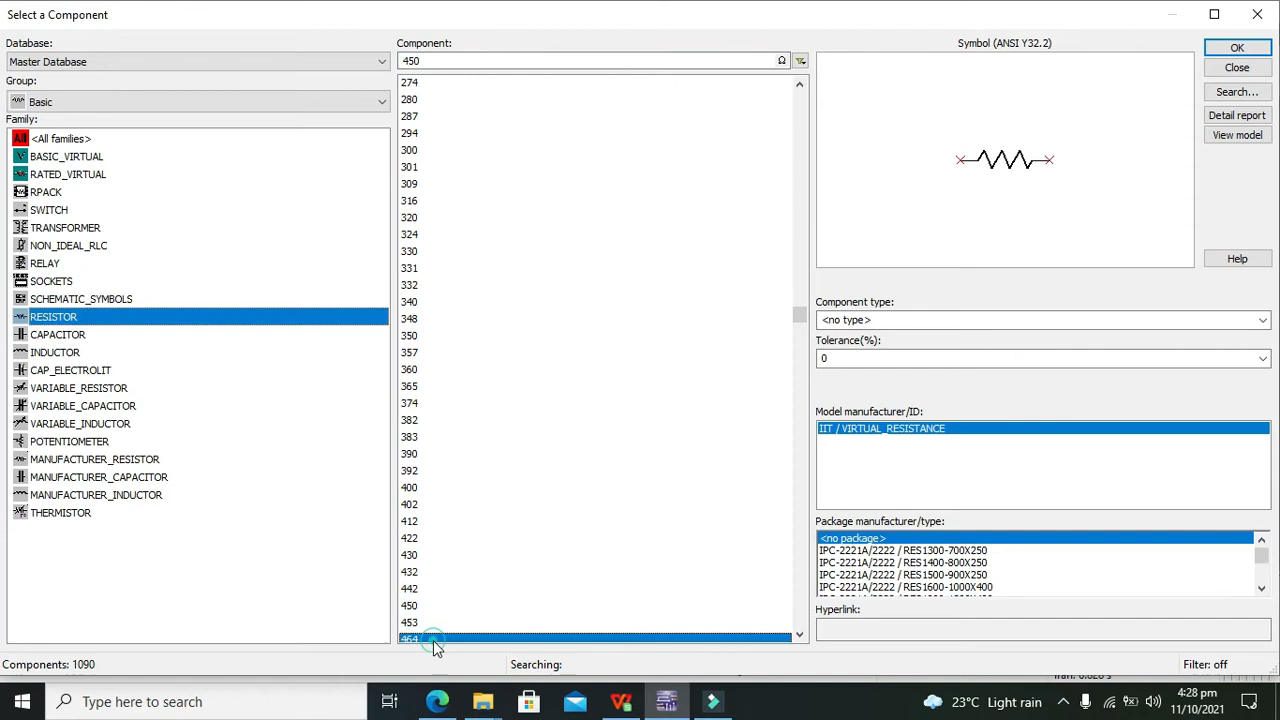 Select a Component
Database:
Master Database
Group:
Basic
Family:
All <All families>
BASIC_VIRTUAL
RATED_VIRTUAL
RPACK
SWITCH
TRANSFORMER
NON_IDEAL_RLC
RELAY
SOCKETS
SCHEMATIC_SYMBOLS
RESISTOR
CAPACITOR
INDUCTOR
CAP_ELECTROLIT
VARIABLE_RESISTOR
VARIABLE_CAPACITOR
VARIABLE_INDUCTOR
POTENTIOMETER
MANUFACTURER_RESISTOR
MANUFACTURER_CAPACITOR
MANUFACTURER_INDUCTOR
THERMISTOR
Component:
450 Ω
274
280
287
294
300
301
309
316
320
324
330
331
332
340
348
350
357
360
365
374
382
383
390
392
400
402
412
422
430
432
442
450
453
464
Symbol (ANSI Y32.2)
OK
Close
Search...
Detail report
View model
Help
Component type:
<no type>
Tolerance(%):
0
Model manufacturer/ID:
IIT / VIRTUAL_RESISTANCE
Package manufacturer/type:
<no package>
IPC-2221A/2222 / RES1300-700X250
IPC-2221A/2222 / RES1400-800X250
IPC-2221A/2222 / RES1500-900X250
IPC-2221A/2222 / RES1600-1000X400
Hyperlink:
Components: 1090
Searching:
Filter: off
Type here to search
23°C Light rain
4:28 pm
11/10/2021